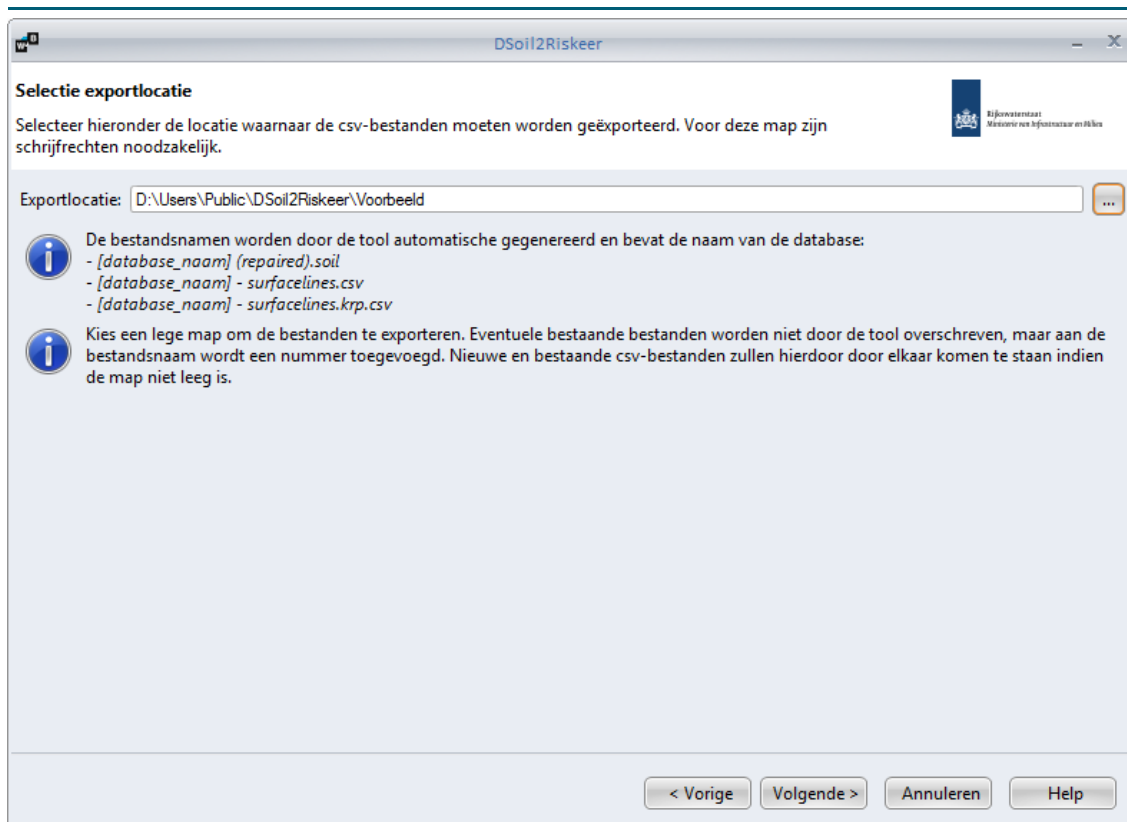 DSoil2Riskeer
Selectie exportlocatie
Selecteer hieronder de locatie waarnaar de csv-bestanden moeten worden geëxporteerd. Voor deze map zijn
schrijfrechten noodzakelijk.
Rijkswaterstaat
Ministerie van Infrastructuur en Milieu
Exportlocatie: D:\Users\Public\DSoil2Riskeer\Voorbeeld
...
De bestandsnamen worden door de tool automatische gegenereerd en bevat de naam van de database:
- [database_naam] (repaired).soil
- [database_naam] - surfacelines.csv
- [database_naam] - surfacelines.krp.csv
Kies een lege map om de bestanden te exporteren. Eventuele bestaande bestanden worden niet door de tool overschreven, maar aan de
bestandsnaam wordt een nummer toegevoegd. Nieuwe en bestaande csv-bestanden zullen hierdoor door elkaar komen te staan indien
de map niet leeg is.
< Vorige
Volgende >
Annuleren
Help